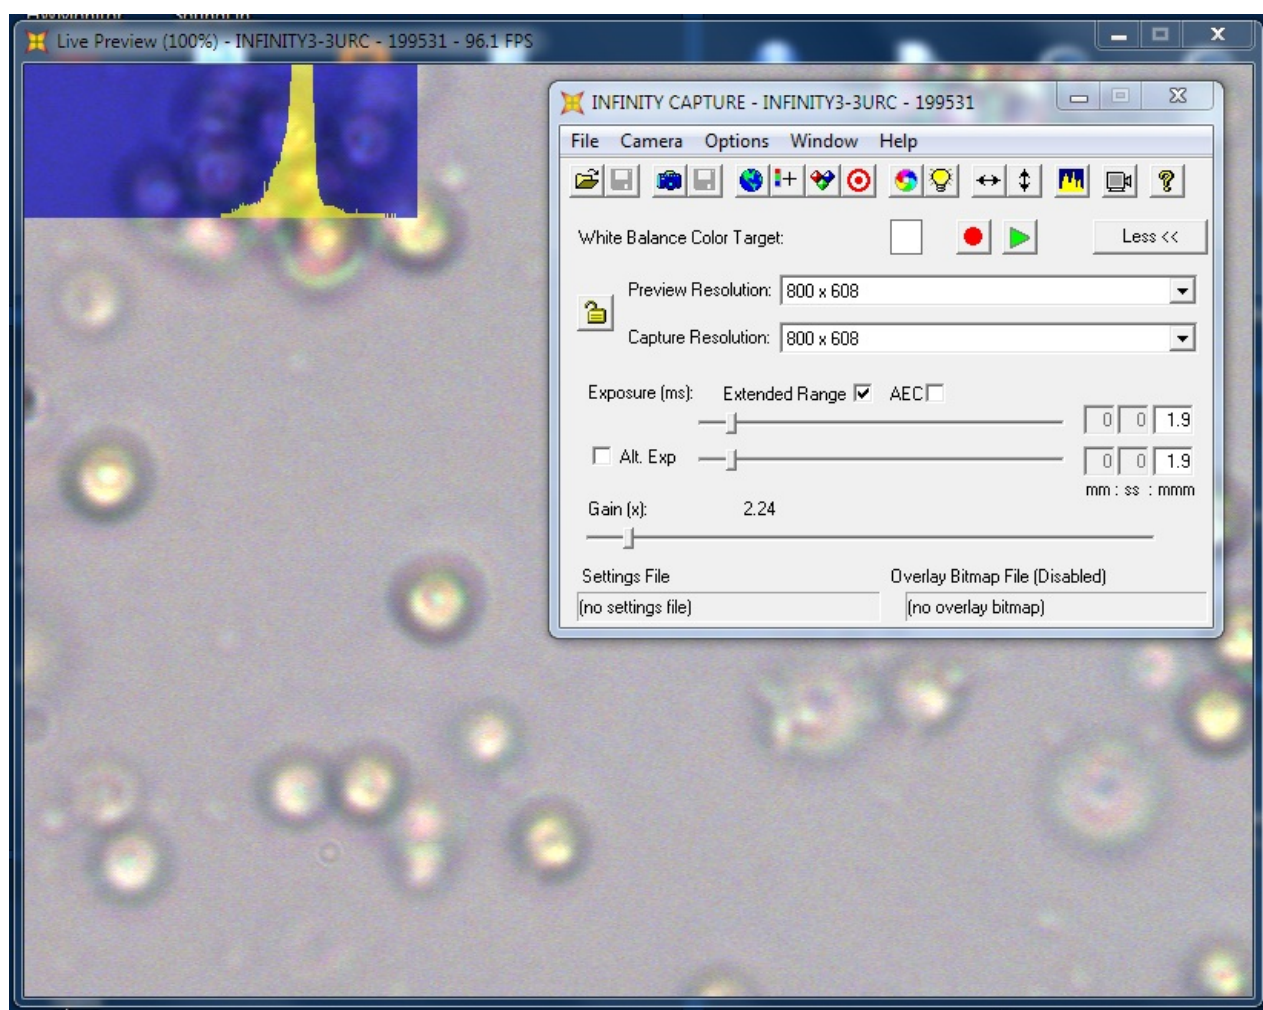 Live Preview (100%) - INFINITY3-3URC - 199531 - 96.1 FPS
INFINITY CAPTURE - INFINITY3-3URC - 199531
File Camera Options Window Help
White Balance Color Target:
Less <<
Preview Resolution: 800 x 608
Capture Resolution: 800 x 608
Exposure (ms): Extended Range AEC
0 0 1.9
Alt. Exp
0 0 1.9
mm : ss : mmm
Gain (x): 2.24
Settings File
Overlay Bitmap File (Disabled)
(no settings file)
(no overlay bitmap)